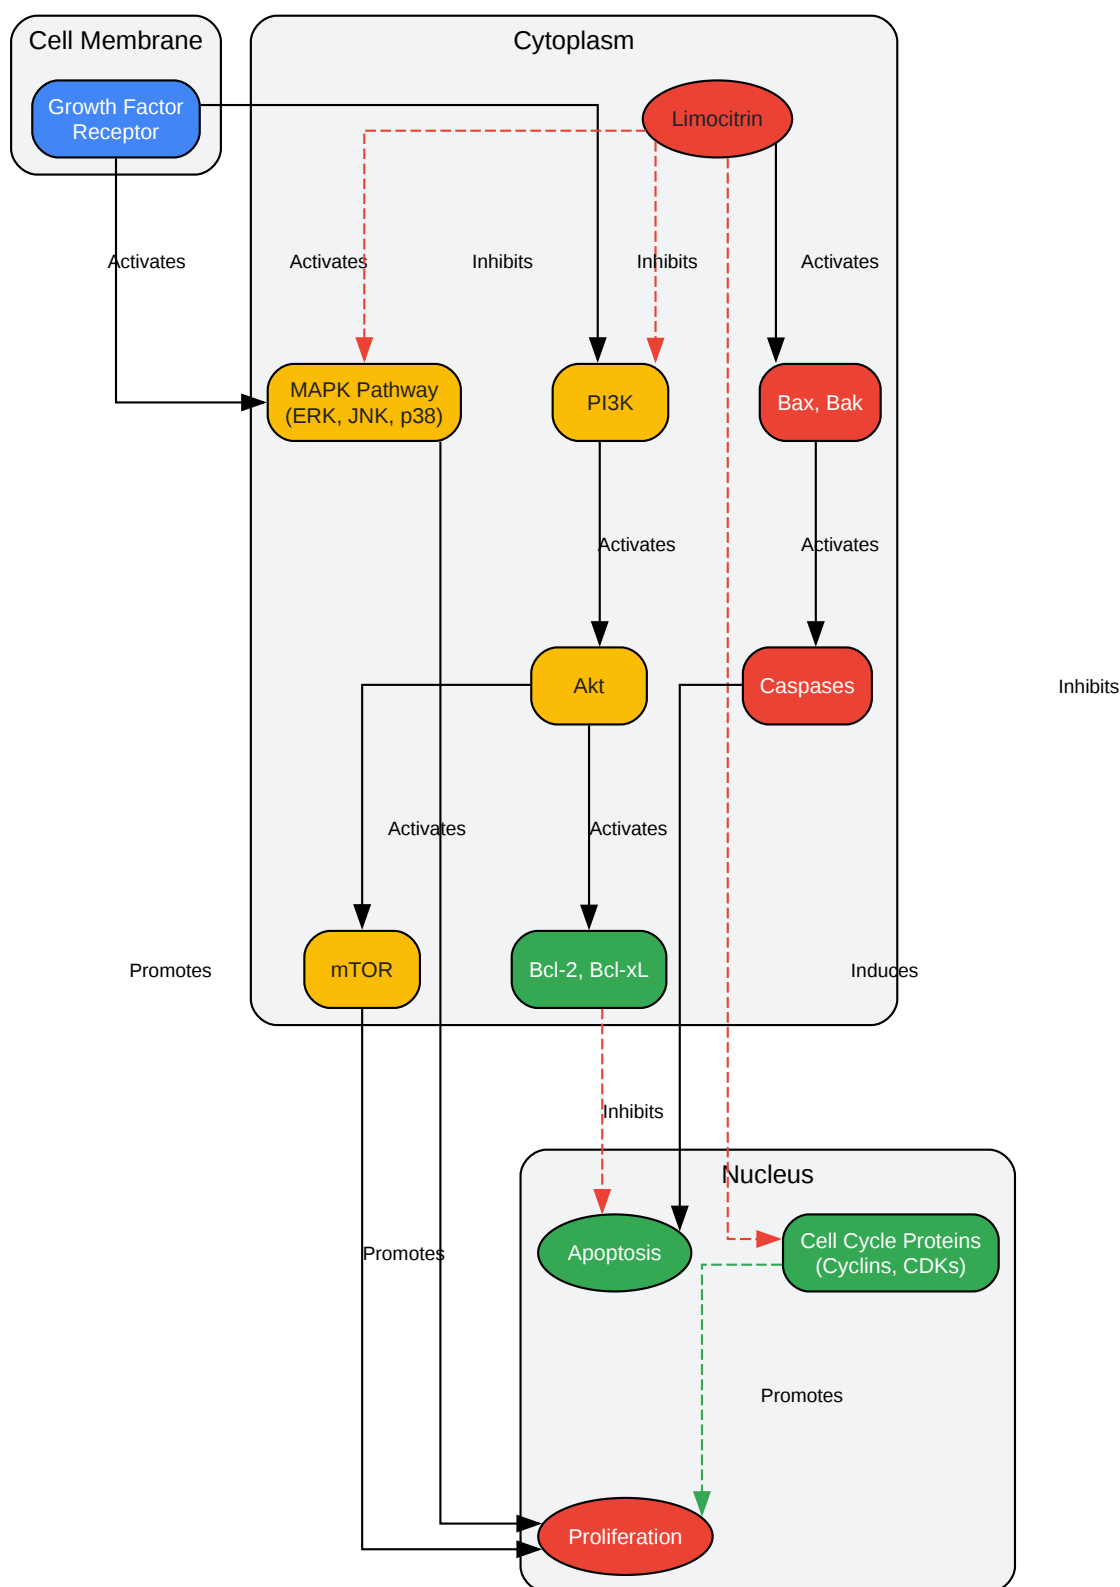 Cell Membrane
Cytoplasm
Growth Factor
Receptor
Limocitrin
Activates
Activates
Inhibits
Inhibits
Activates
MAPK Pathway
(ERK, JNK, p38)
PI3K
Bax, Bak
Activates
Activates
Akt
Caspases
Inhibits
Activates
Activates
Promotes
mTOR
Bcl-2, Bcl-xL
Induces
Inhibits
Nucleus
Promotes
Apoptosis
Cell Cycle Proteins
(Cyclins, CDKs)
Promotes
Proliferation